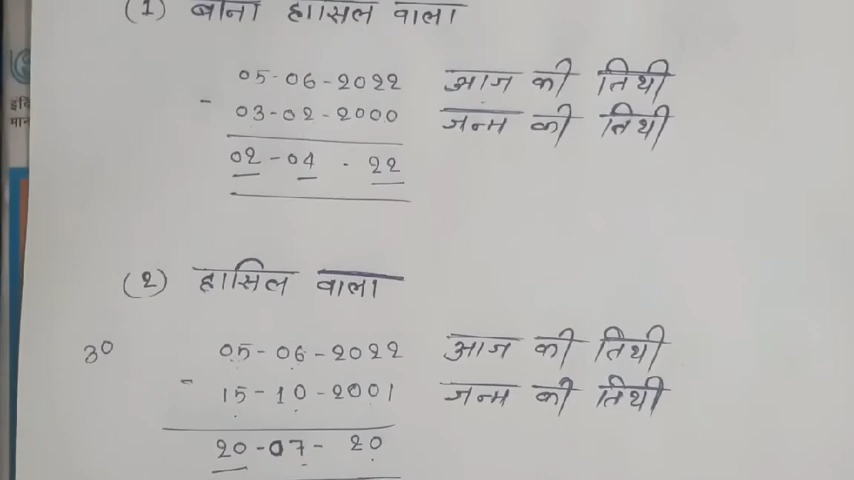 (1) बीना हासिल वाला
05-06-2022 आज की तिथी
- 03-02-2000 जन्म की तिथी
02-04-22
(2) हासिल वाला
30 05-06-2022 आज की तिथी
- 15-10-2001 जन्म की तिथी
20-07-20